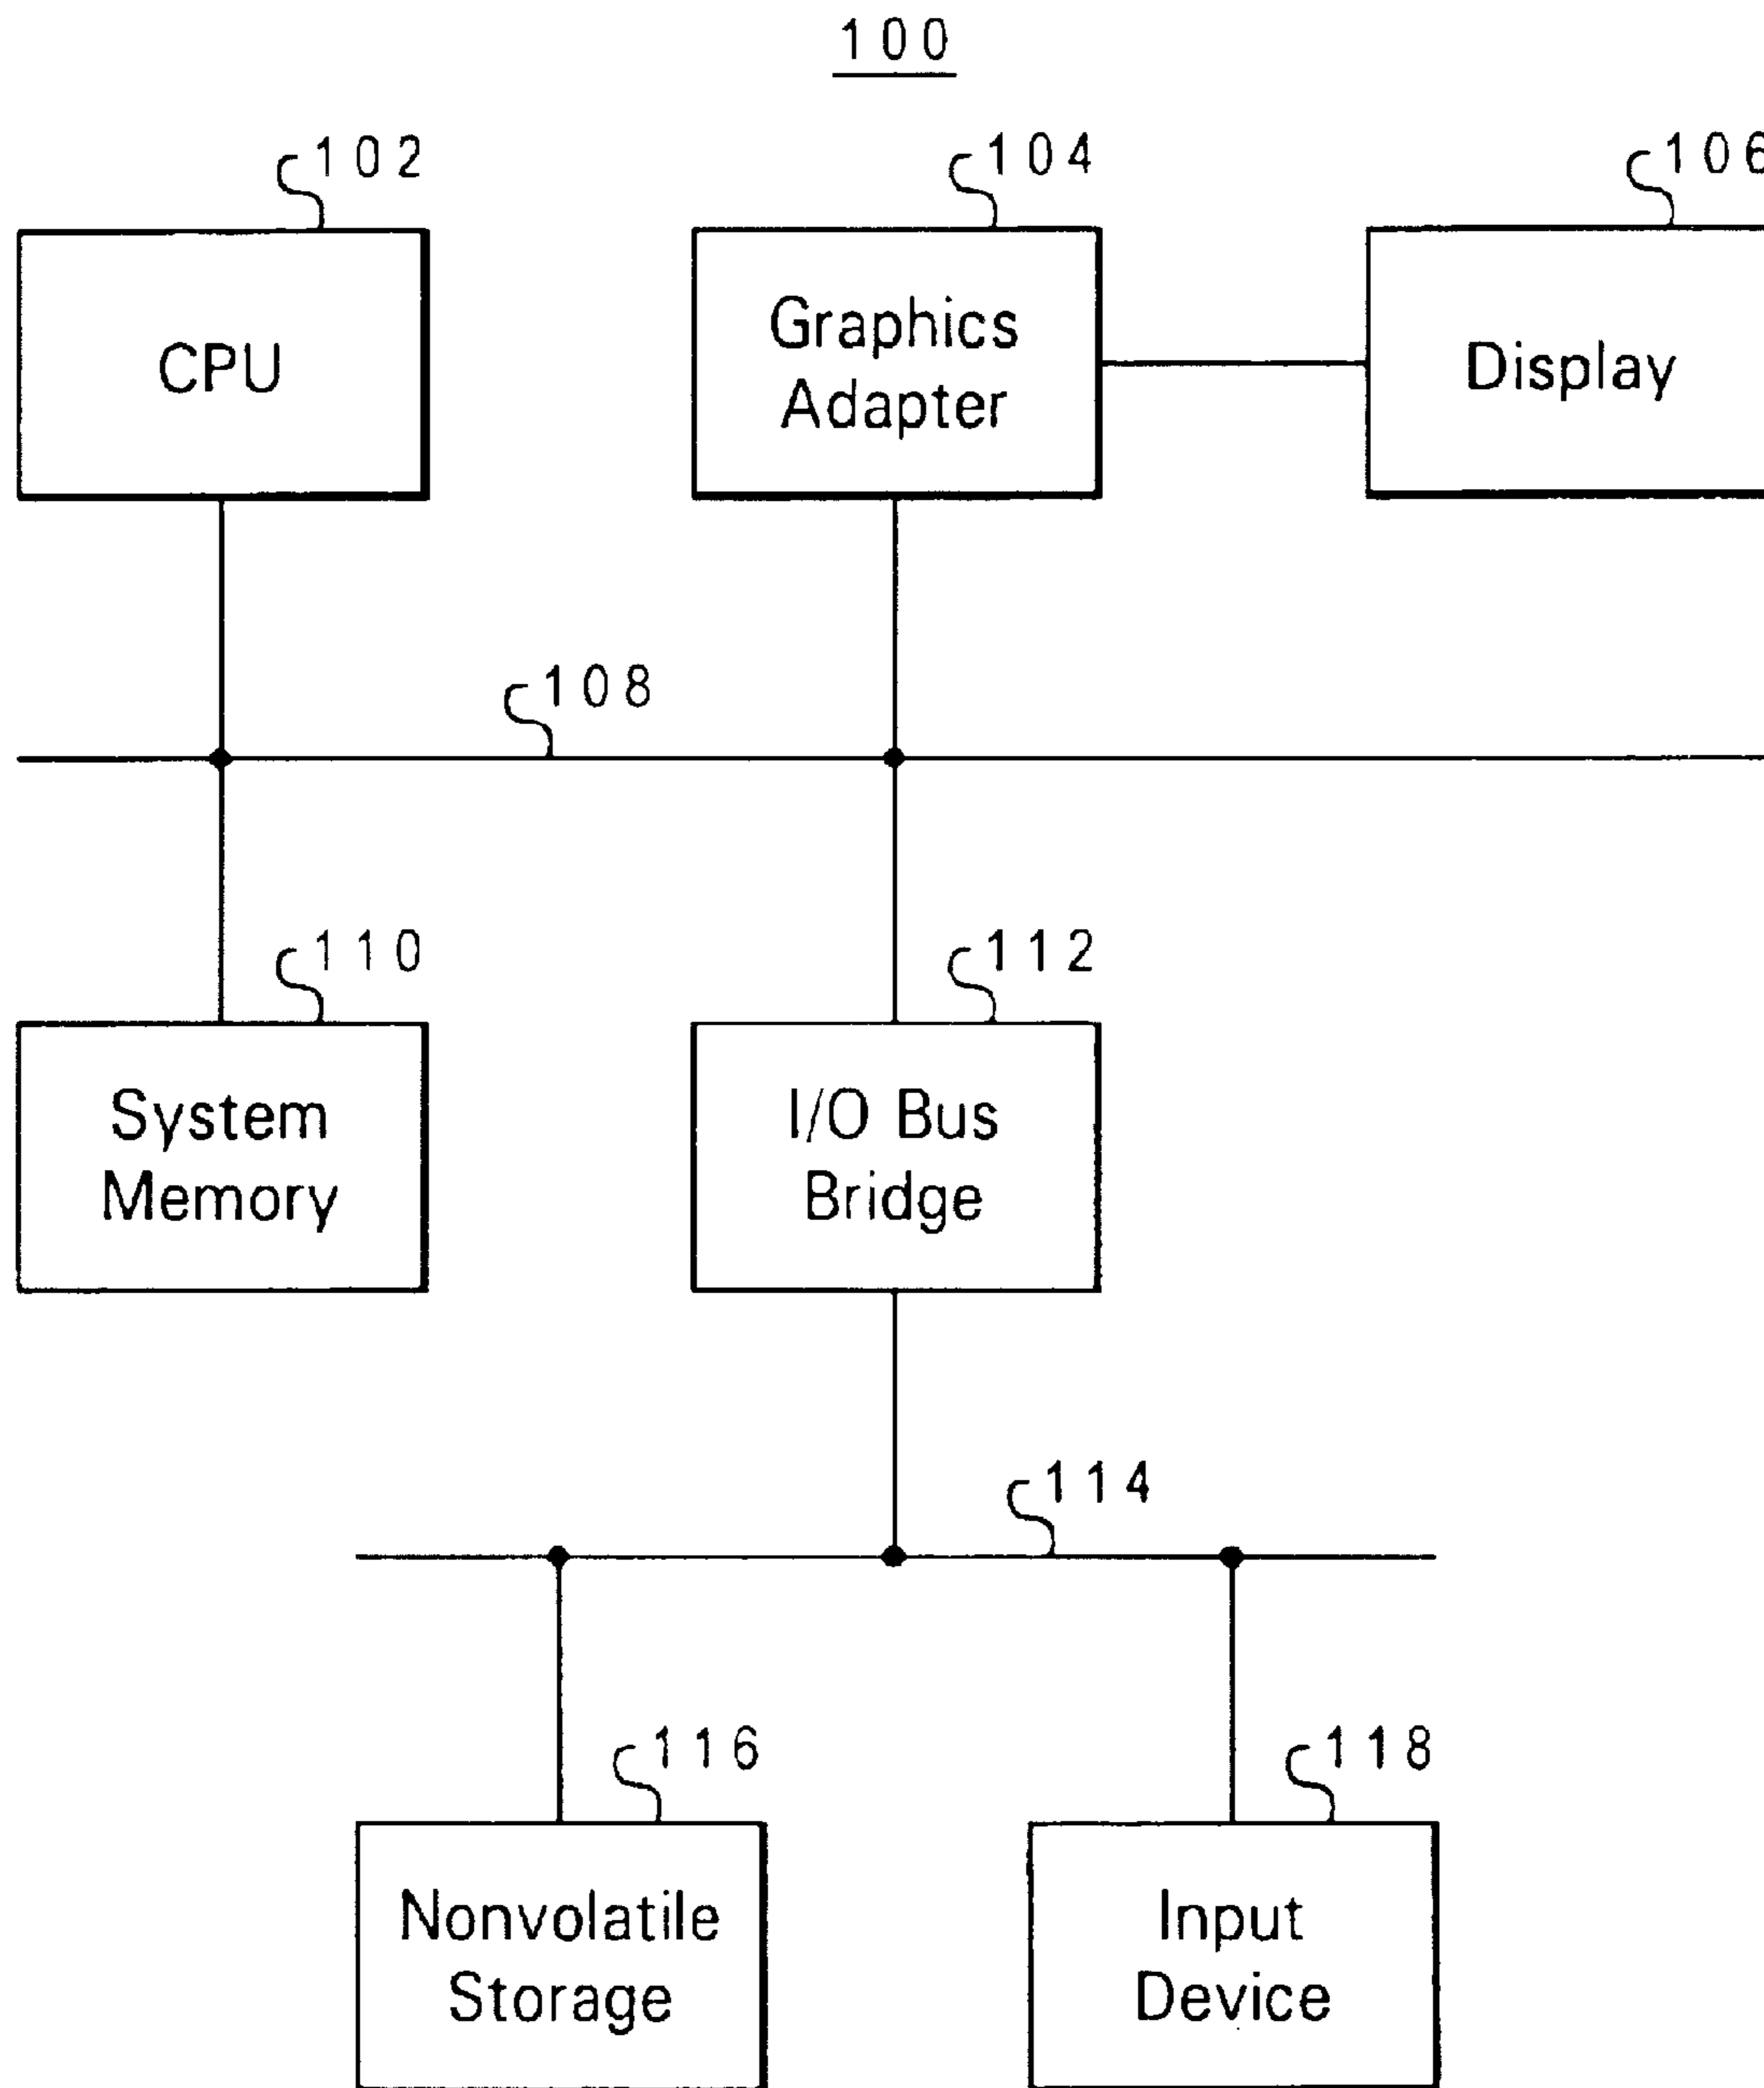 100
102
104
106
CPU
Graphics
Adapter
Display
108
110
112
System
Memory
I/O Bus
Bridge
114
116
118
Nonvolatile
Storage
Input
Device